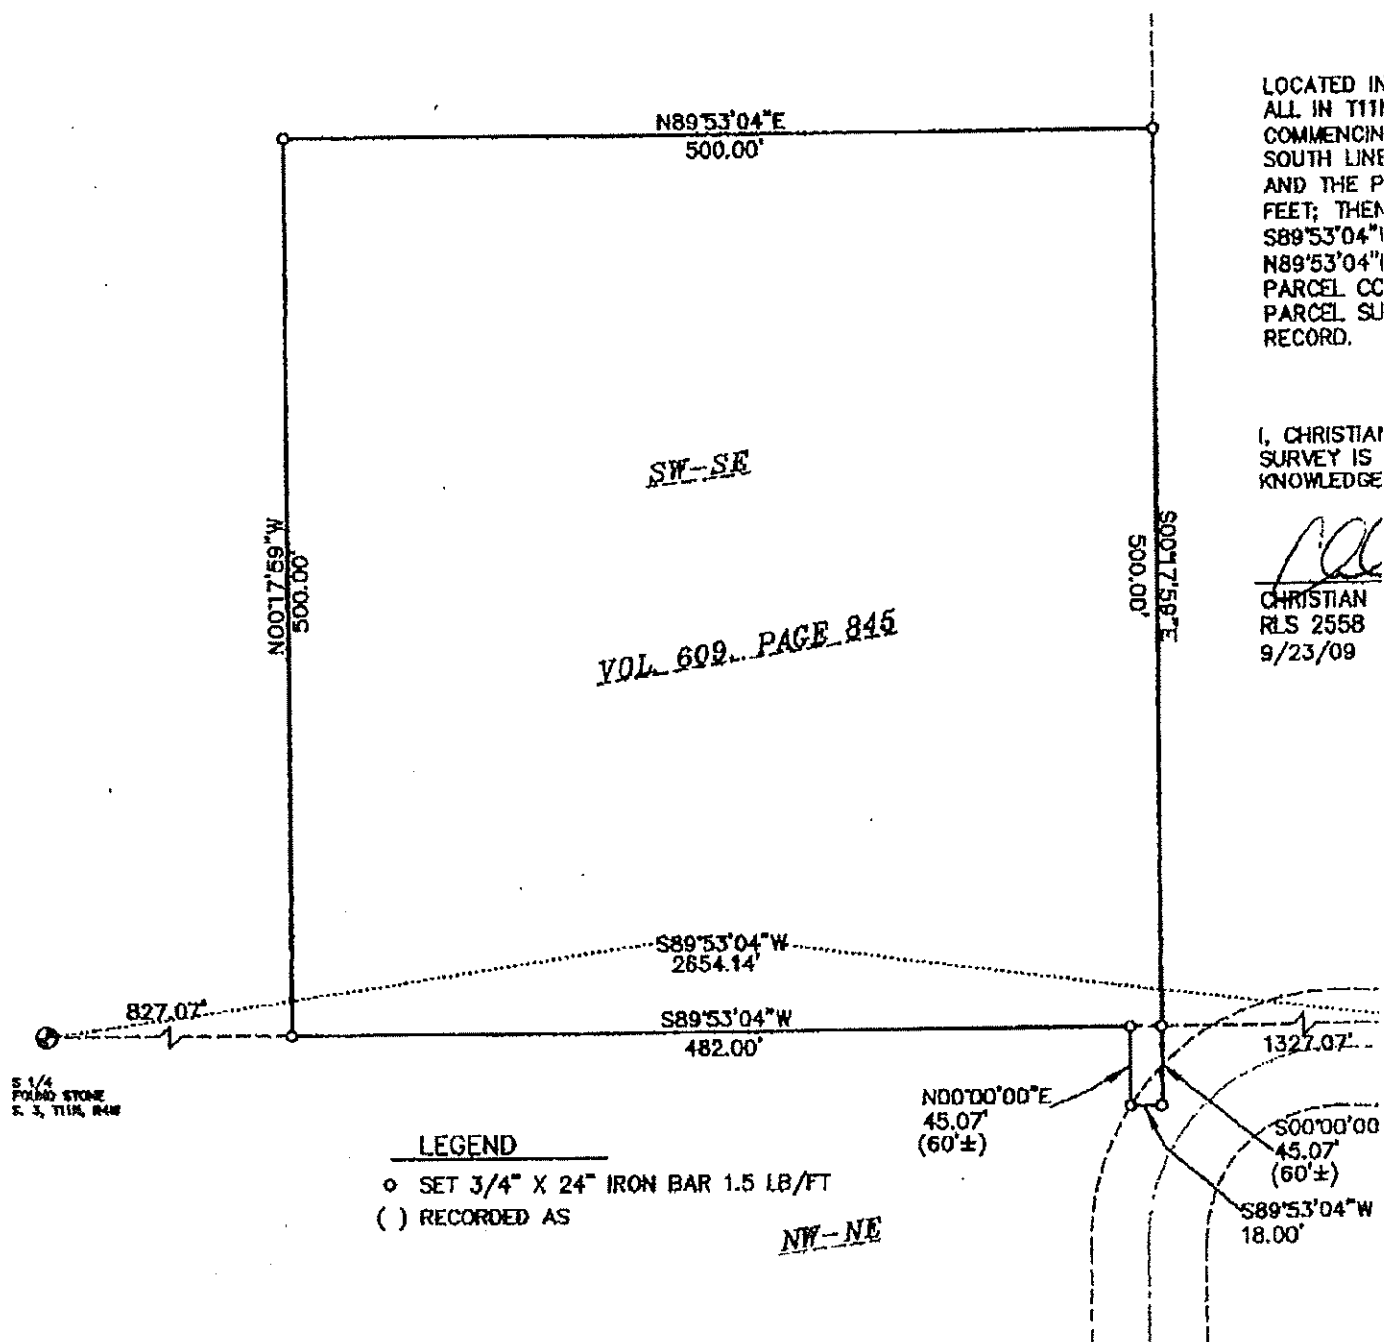 N89°53'04"E
500.00'
LOCATED IN
ALL IN T11N
COMMENCIN
SOUTH LINE
AND THE P
FEET; THEN
S89°53'04"
N89°53'04"
PARCEL CO
PARCEL SU
RECORD.
I, CHRISTIAN
SURVEY IS
KNOWLEDGE
CHRISTIAN
RLS 2558
9/23/09
SW-SE
N00°17'59"W
500.00'
S00°17'59"E
500.00'
VOL. 609, PAGE 845
S89°53'04"W
2654.14'
827.07'
S89°53'04"W
482.00'
1327.07'
S 1/4
FOUND STONE
S. 3, T11N, R4W
N00°00'00"E
45.07'
(60'±)
S00°00'00
45.07'
(60'±)
S89°53'04"W
18.00'
LEGEND
SET 3/4" X 24" IRON BAR 1.5 LB/FT
( ) RECORDED AS
NW-NE